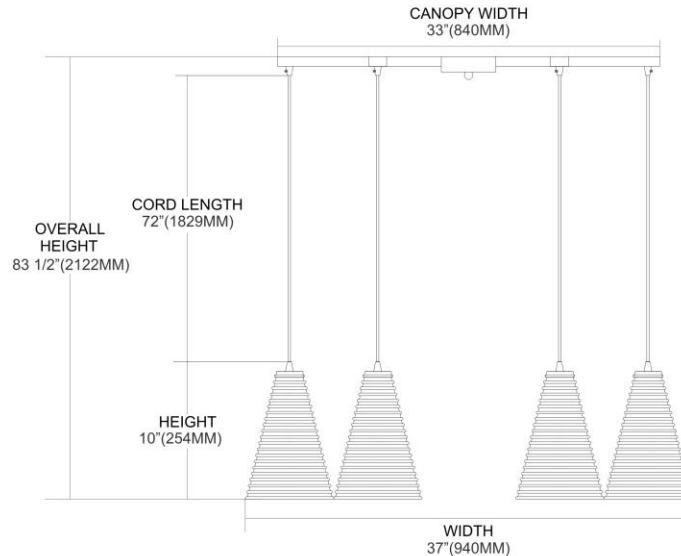 CANOPY WIDTH
33”(840MM)
CORD LENGTH
72”(1829MM)
OVERALL
HEIGHT
83 1/2”(2122MM)
HEIGHT
10”(254MM)
WIDTH
37”(940MM)